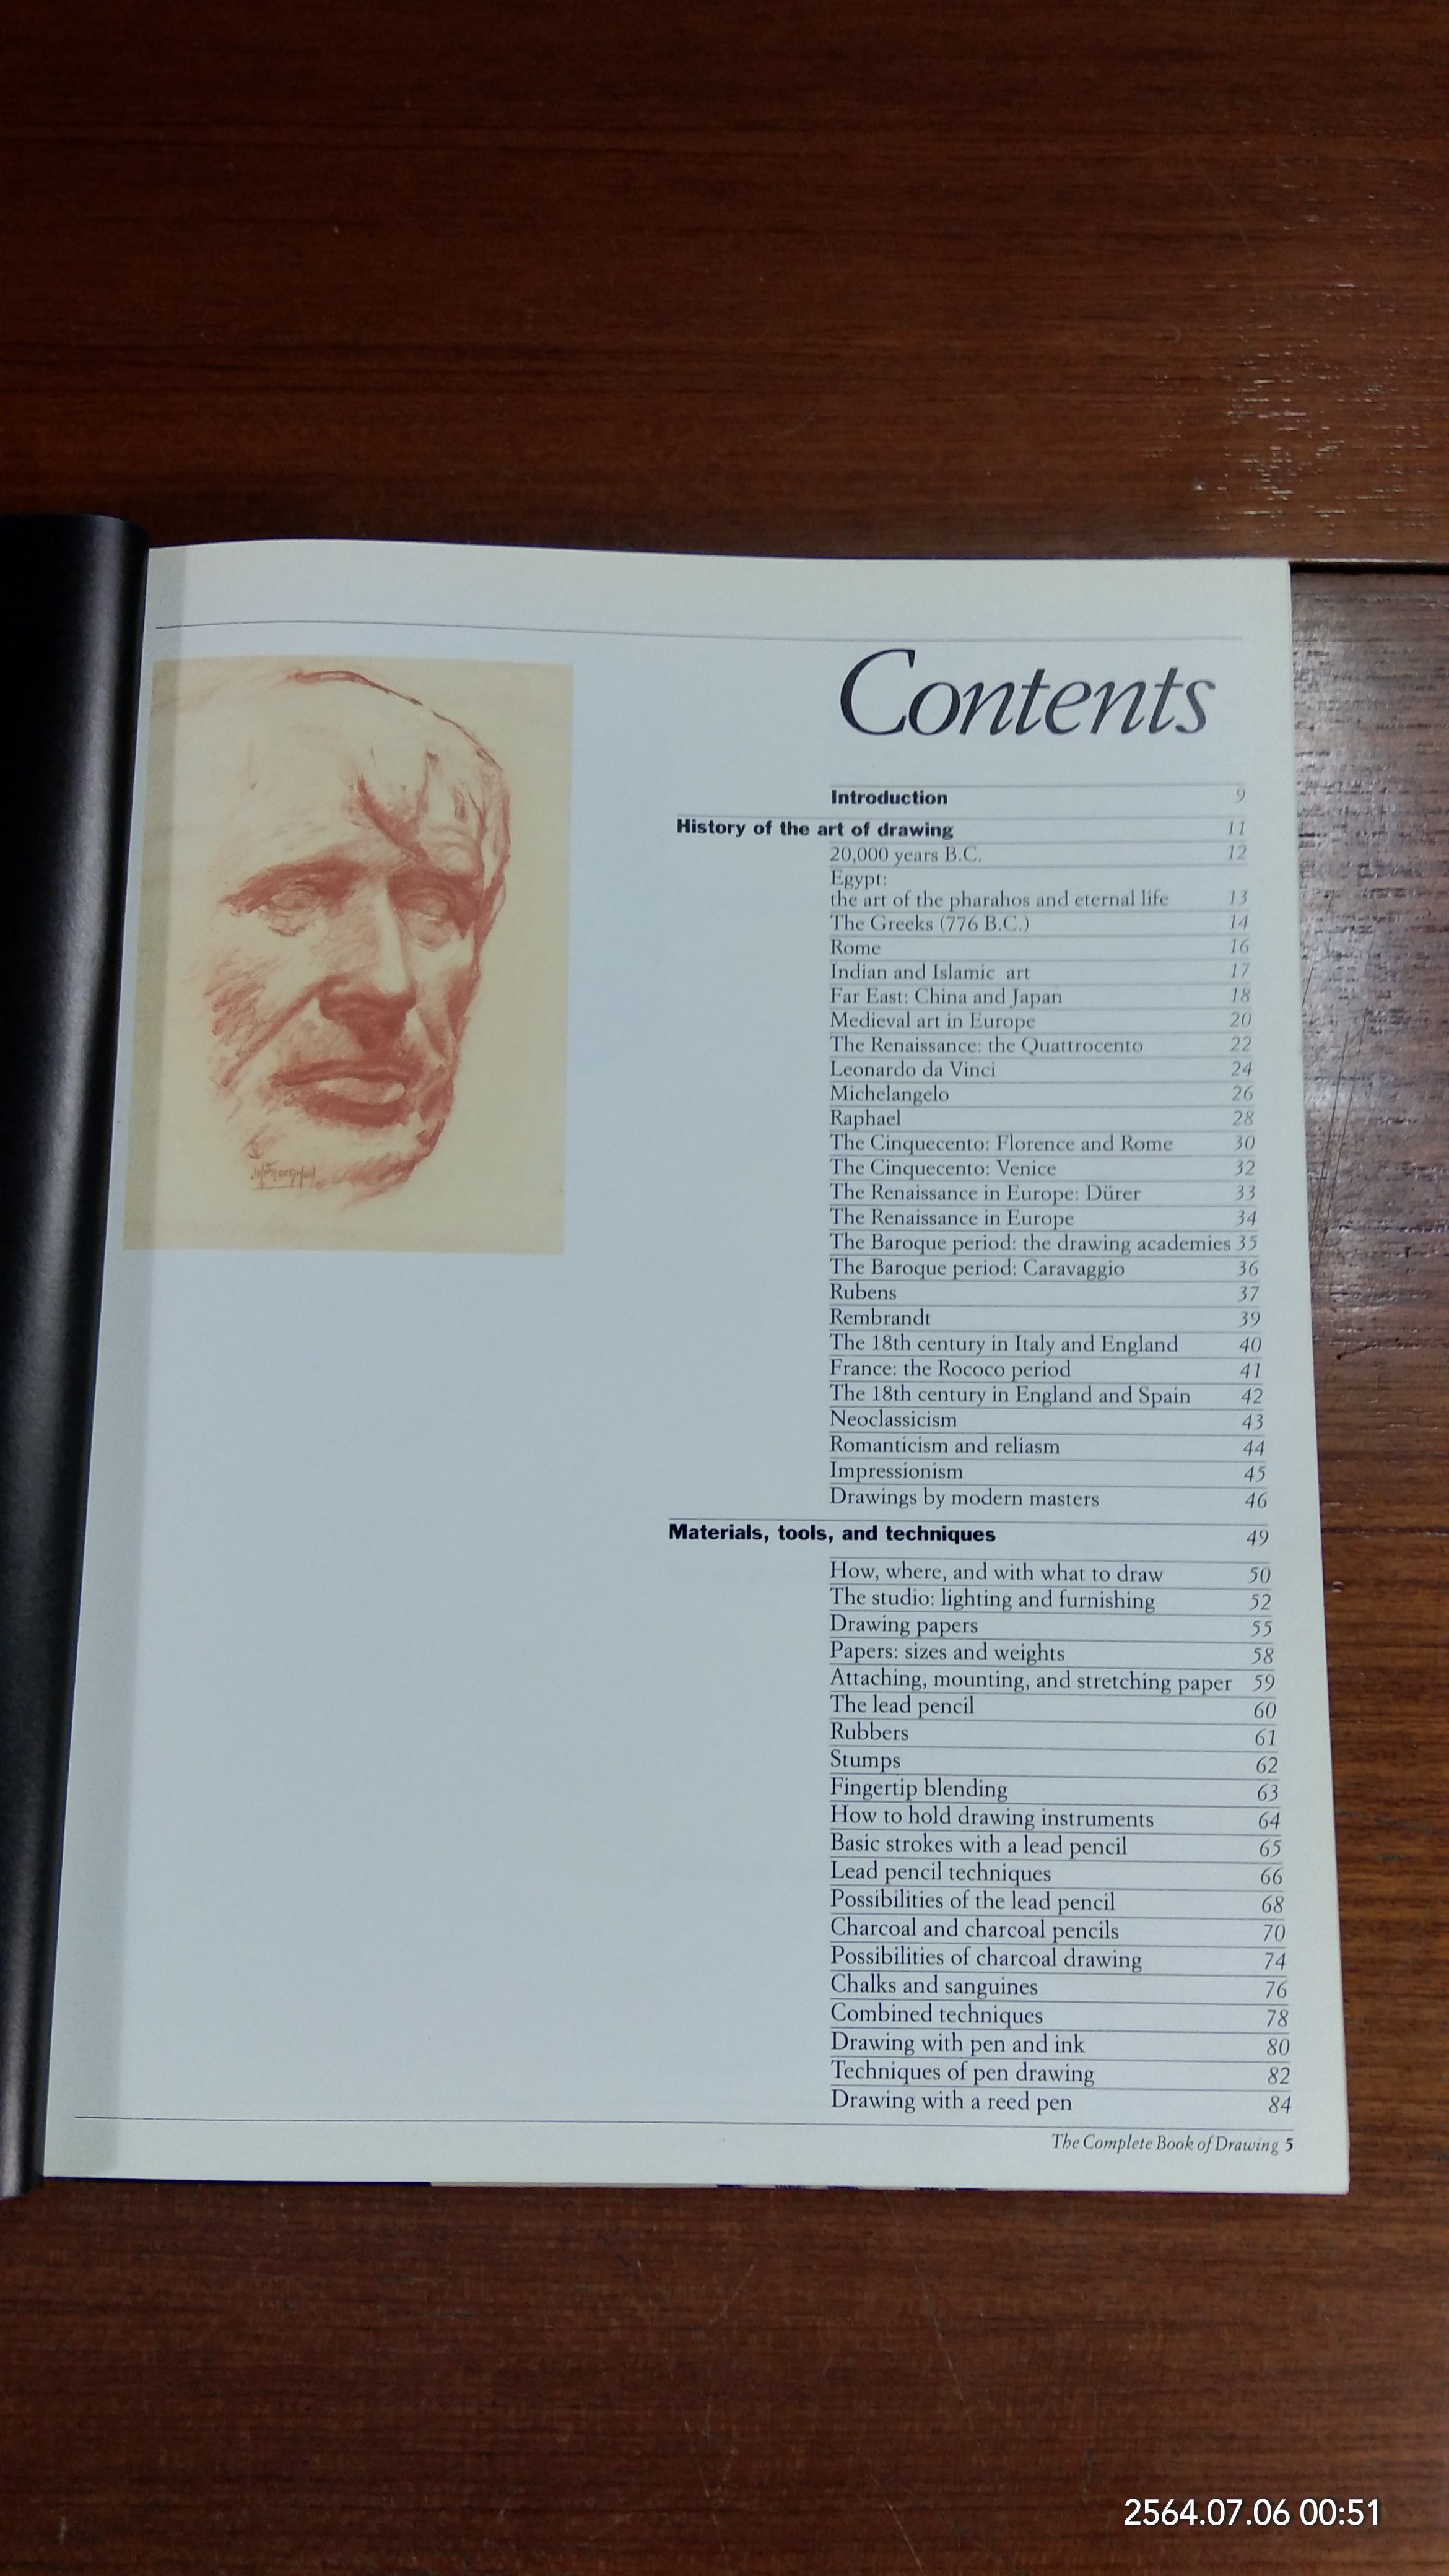 Contents
Introduction 9
History of the art of drawing 11
20,000 years B.C. 12
Egypt:
the art of the pharahos and eternal life 13
The Greeks (776 B.C.) 14
Rome 16
Indian and Islamic art 17
Far East: China and Japan 18
Medieval art in Europe 20
The Renaissance: the Quattrocento 22
Leonardo da Vinci 24
Michelangelo 26
Raphael 28
The Cinquecento: Florence and Rome 30
The Cinquecento: Venice 32
The Renaissance in Europe: Dürer 33
The Renaissance in Europe 34
The Baroque period: the drawing academies 35
The Baroque period: Caravaggio 36
Rubens 37
Rembrandt 39
The 18th century in Italy and England 40
France: the Rococo period 41
The 18th century in England and Spain 42
Neoclassicism 43
Romanticism and reliasm 44
Impressionism 45
Drawings by modern masters 46
Materials, tools, and techniques 49
How, where, and with what to draw 50
The studio: lighting and furnishing 52
Drawing papers 55
Papers: sizes and weights 58
Attaching, mounting, and stretching paper 59
The lead pencil 60
Rubbers 61
Stumps 62
Fingertip blending 63
How to hold drawing instruments 64
Basic strokes with a lead pencil 65
Lead pencil techniques 66
Possibilities of the lead pencil 68
Charcoal and charcoal pencils 70
Possibilities of charcoal drawing 74
Chalks and sanguines 76
Combined techniques 78
Drawing with pen and ink 80
Techniques of pen drawing 82
Drawing with a reed pen 84
The Complete Book of Drawing 5
2564.07.06 00:51